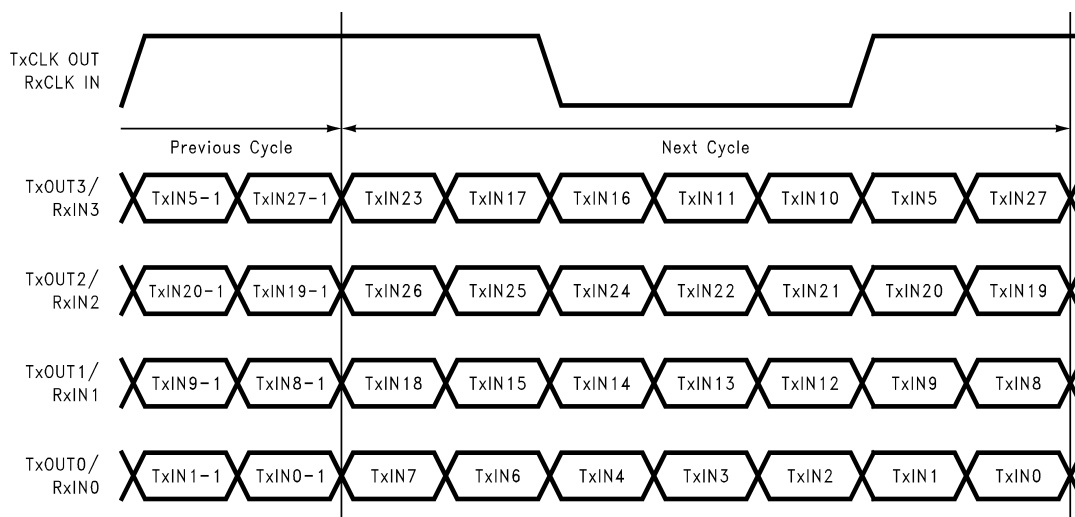 TxCLK OUT
RxCLK IN
Previous Cycle
Next Cycle
TxOUT3/
RxIN3
TxIN5-1 TxIN27-1 TxIN23 TxIN17 TxIN16 TxIN11 TxIN10 TxIN5 TxIN27
TxOUT2/
RxIN2
TxIN20-1 TxIN19-1 TxIN26 TxIN25 TxIN24 TxIN22 TxIN21 TxIN20 TxIN19
TxOUT1/
RxIN1
TxIN9-1 TxIN8-1 TxIN18 TxIN15 TxIN14 TxIN13 TxIN12 TxIN9 TxIN8
TxOUT0/
RxIN0
TxIN1-1 TxIN0-1 TxIN7 TxIN6 TxIN4 TxIN3 TxIN2 TxIN1 TxIN0